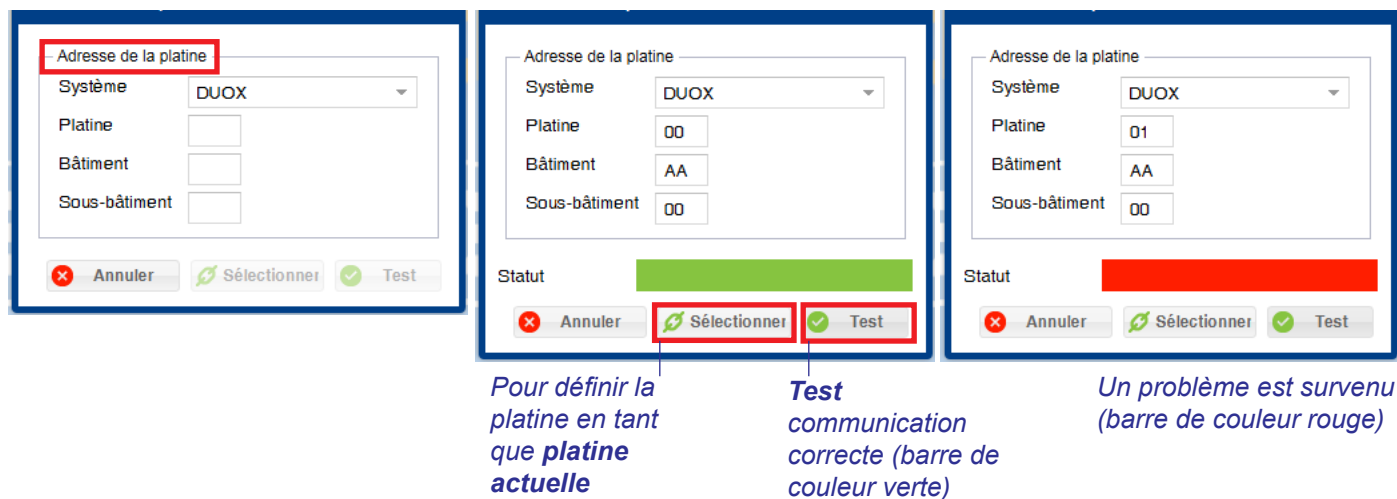 Adresse de la platine
Système DUOX
Platine
Bâtiment
Sous-bâtiment
Annuler Sélectionner Test
Adresse de la platine
Système DUOX
Platine 00
Bâtiment AA
Sous-bâtiment 00
Statut
Annuler Sélectionner Test
Adresse de la platine
Système DUOX
Platine 01
Bâtiment AA
Sous-bâtiment 00
Statut
Annuler Sélectionner Test
Pour définir la
platine en tant
que platine
actuelle
Test
communication
correcte (barre de
couleur verte)
Un problème est survenu
(barre de couleur rouge)